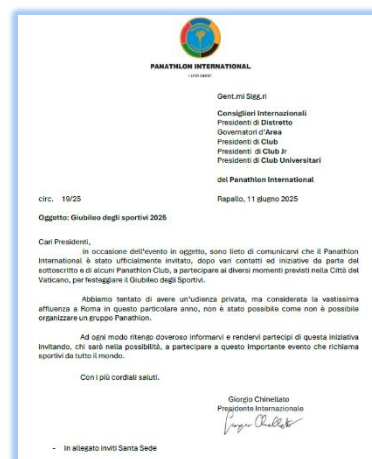 PANATHLON INTERNATIONAL
LUDIS IUNGIT
Gent.mi Sigg.ri
Consiglieri Internazionali
Presidenti di Distretto
Governatori d'Area
Presidenti di Club
Presidenti di Club Jr
Presidenti di Club Universitari
del Panathlon International
circ. 19/25
Rapallo, 11 giugno 2025
Oggetto: Giubileo degli sportivi 2025
Cari Presidenti,
in occasione dell'evento in oggetto, sono lieto di comunicarvi che il Panathlon
International è stato ufficialmente invitato, dopo vari contatti ed iniziative da parte del
sottoscritto e di alcuni Panathlon Club, a partecipare ai diversi momenti previsti nella Città del
Vaticano, per festeggiare il Giubileo degli Sportivi.
Abbiamo tentato di avere un'udienza privata, ma considerata la vastissima
affluenza a Roma in questo particolare anno, non è stato possibile come non è possibile
organizzare un gruppo Panathlon.
Ad ogni modo ritengo doveroso informarvi e rendervi partecipi di questa iniziativa
invitando, chi sarà nella possibilità, a partecipare a questo importante evento che richiama
sportivi da tutto il mondo.
Con i più cordiali saluti.
Giorgio Chinellato
Presidente Internazionale
Giorgio Chinellato
- In allegato inviti Santa Sede